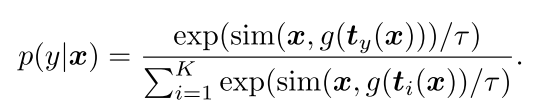 p(y|x) = exp(sim(x, g(t_y(x)))/τ) / ∑_{i=1}^{K} exp(sim(x, g(t_i(x))/τ) .